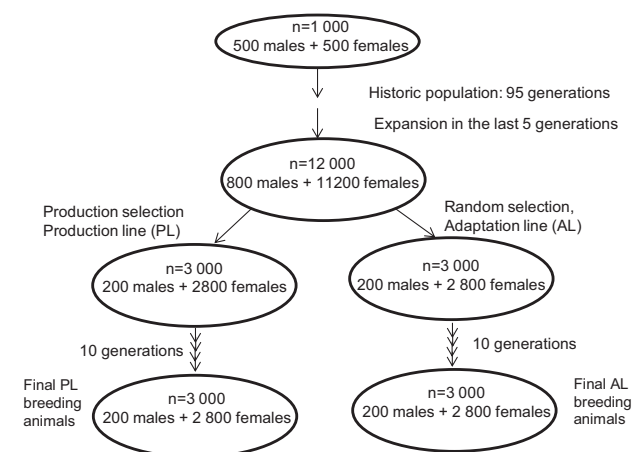 n=1 000
500 males + 500 females
Historic population: 95 generations
Expansion in the last 5 generations
n=12 000
800 males + 11200 females
Production selection
Production line (PL)
Random selection,
Adaptation line (AL)
n=3 000
200 males + 2800 females
n=3 000
200 males + 2 800 females
10 generations
10 generations
Final PL
breeding
animals
n=3 000
200 males + 2 800 females
n=3 000
200 males + 2 800 females
Final AL
breeding
animals